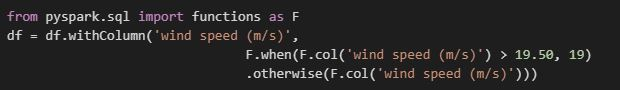 from pyspark.sql import functions as F
df = df.withColumn('wind speed (m/s)',
F.when(F.col('wind speed (m/s)') > 19.50, 19)
.otherwise(F.col('wind speed (m/s)')))